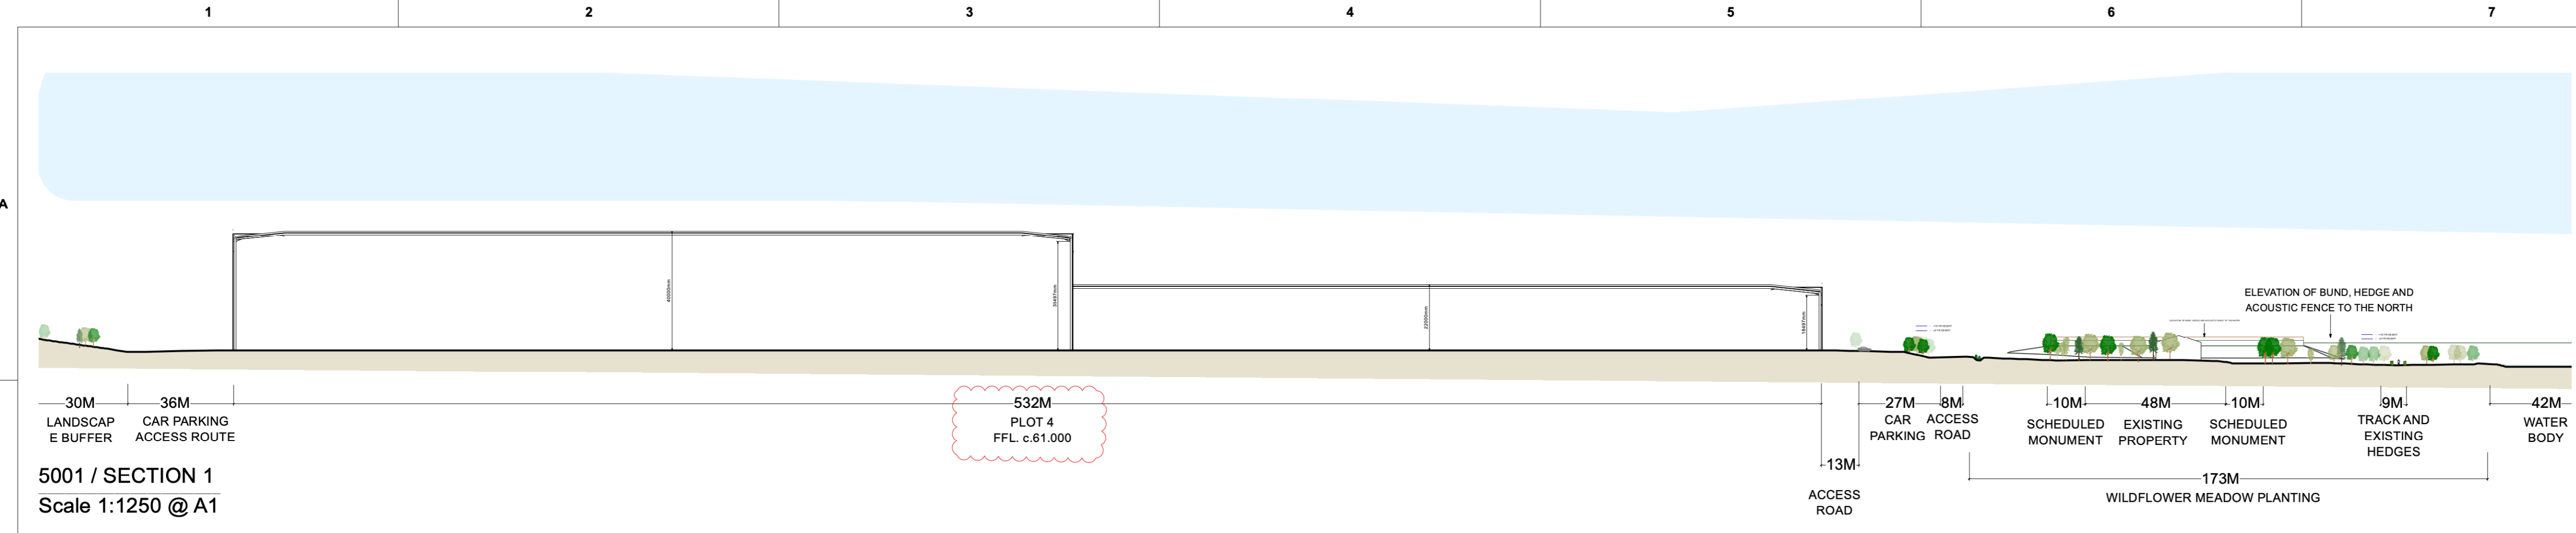 1 2 3 4 5 6 7
A
40000mm
22000mm
ELEVATION OF BUND, HEDGE AND
ACOUSTIC FENCE TO THE NORTH
30M
LANDSCAP
E BUFFER
36M
CAR PARKING
ACCESS ROUTE
532M
PLOT 4
FFL. c.61.000
13M
ACCESS
ROAD
27M
CAR
PARKING
8M
ACCESS
ROAD
10M
SCHEDULED
MONUMENT
48M
EXISTING
PROPERTY
10M
SCHEDULED
MONUMENT
9M
TRACK AND
EXISTING
HEDGES
42M
WATER
BODY
173M
WILDFLOWER MEADOW PLANTING
5001 / SECTION 1
Scale 1:1250 @ A1